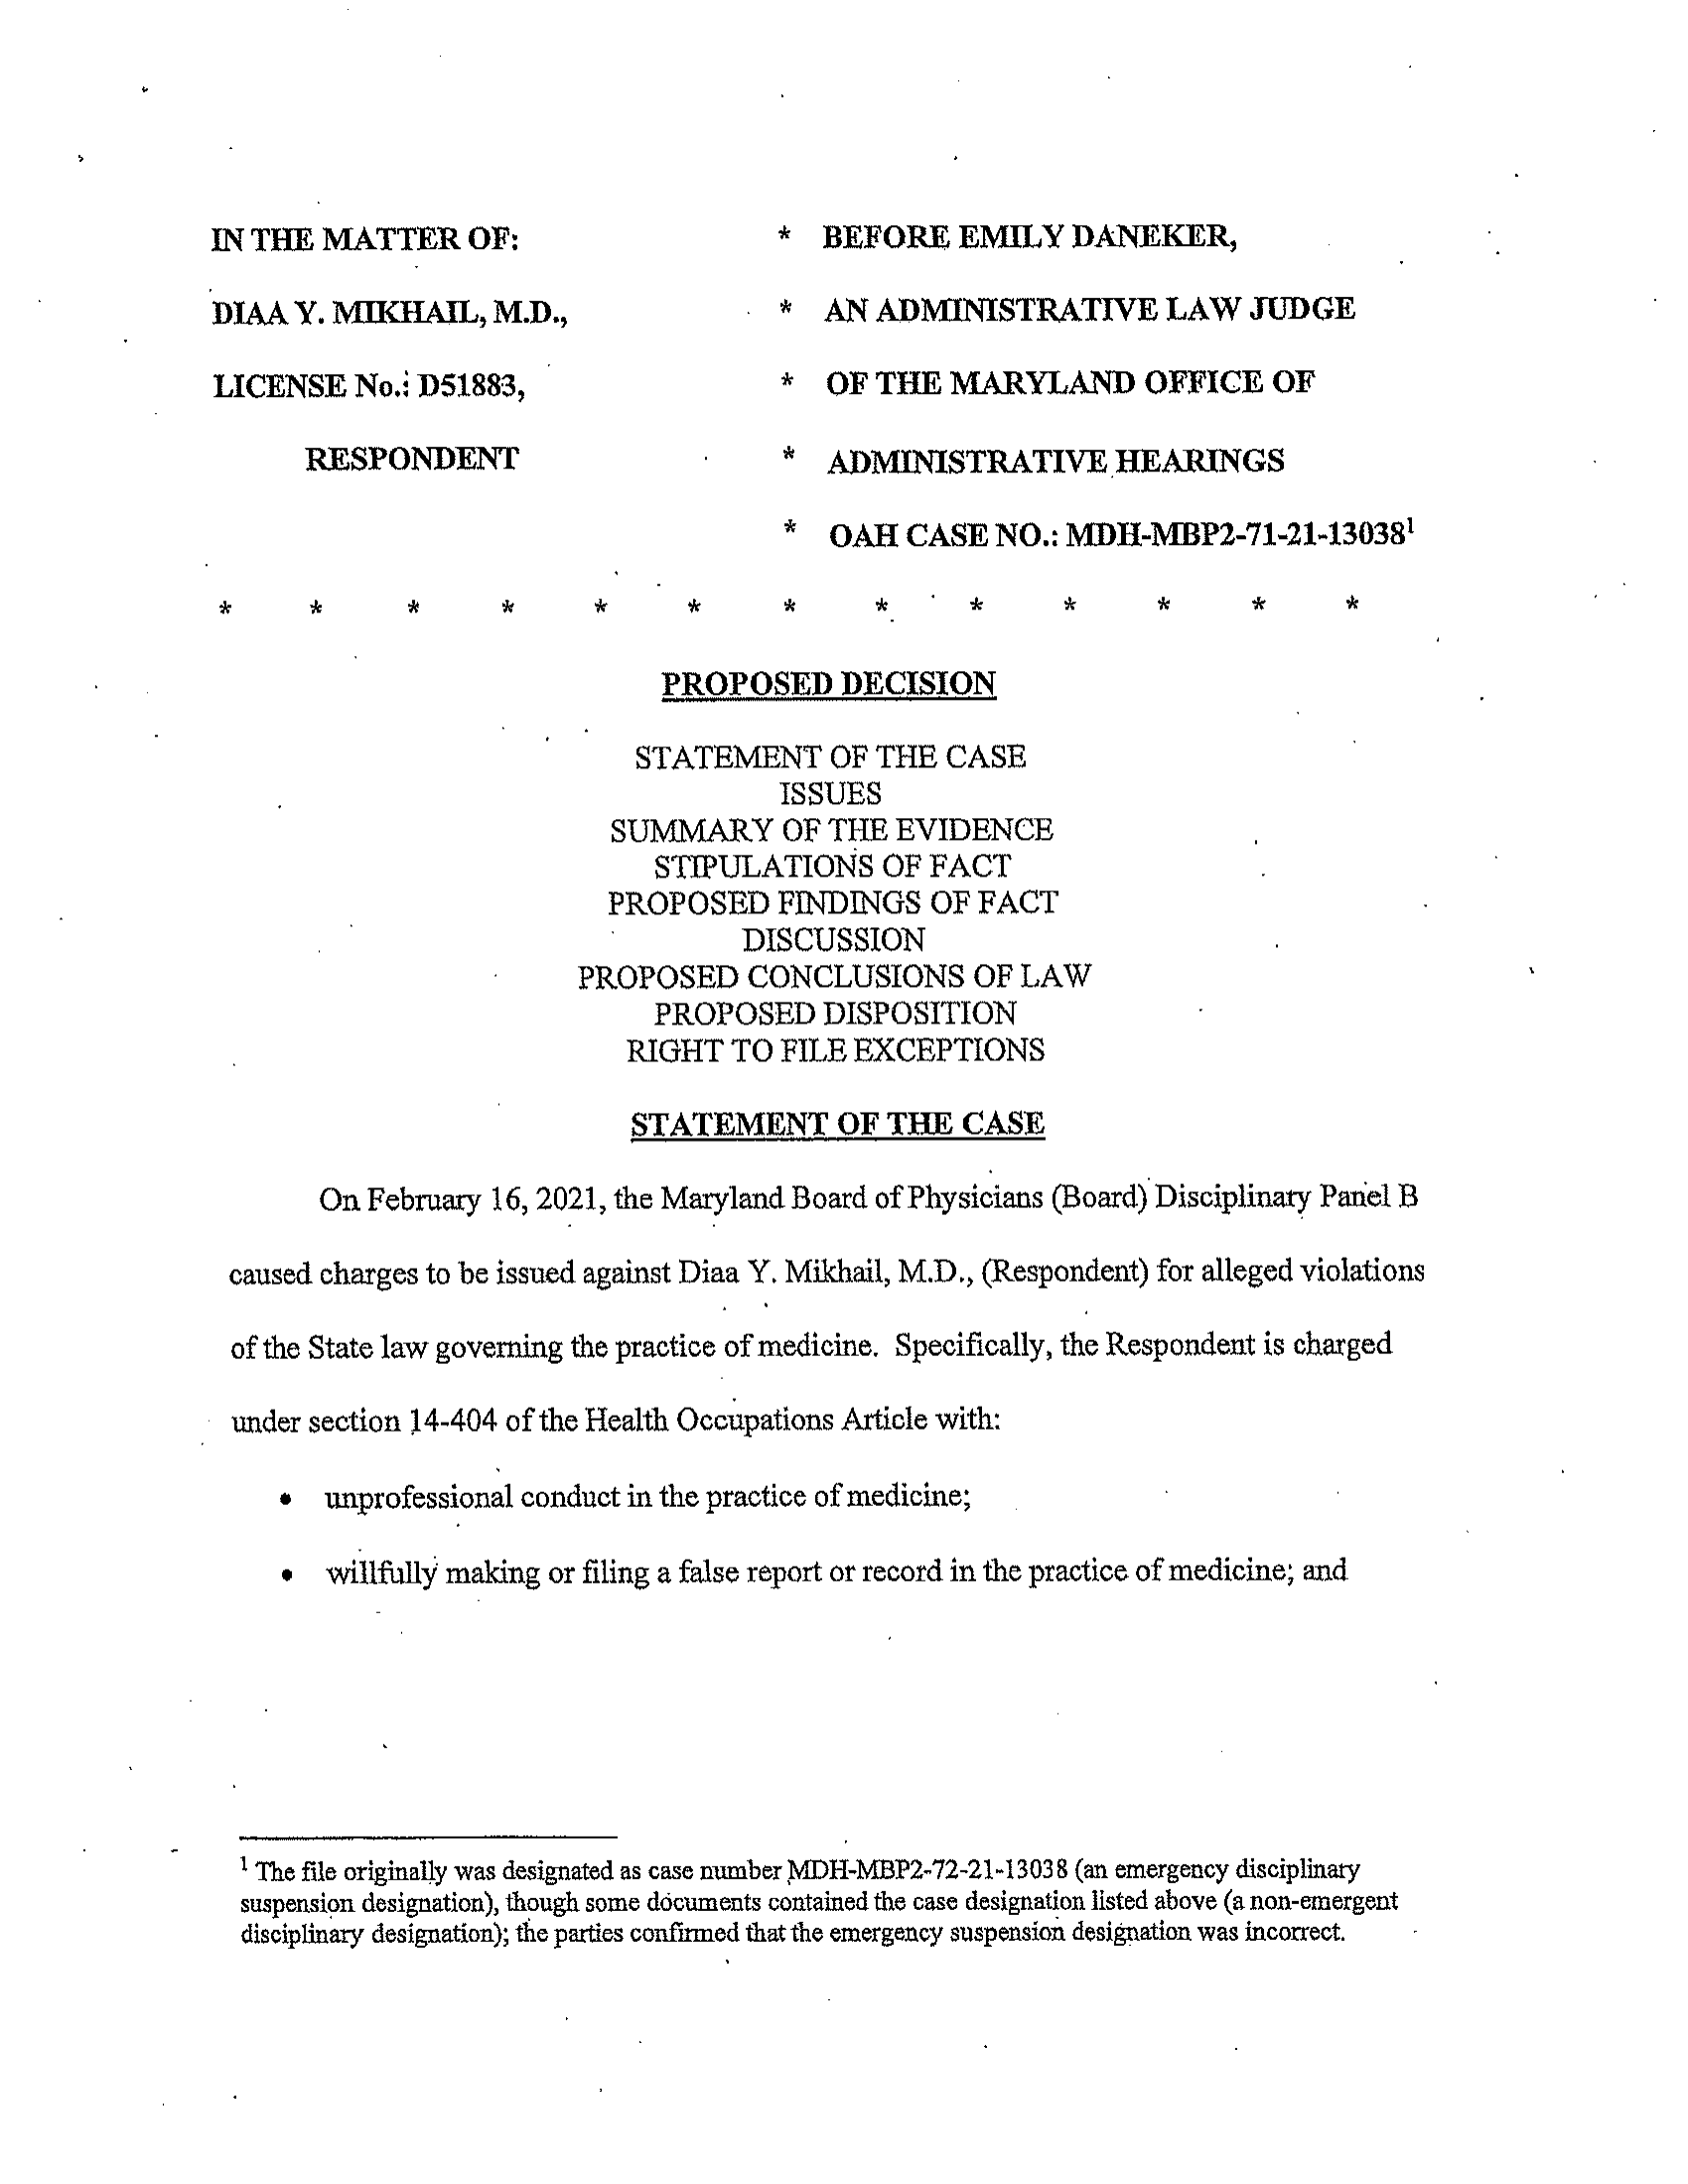 IN THE MATTER OF: * BEFORE EMILY DANEKER,
DIAA Y. MIKHAIL, M.D., * AN ADMINISTRATIVE LAW JUDGE
LICENSE No.: D51883, * OF THE MARYLAND OFFICE OF
RESPONDENT * ADMINISTRATIVE HEARINGS
* OAH CASE NO.: MDH-MBP2-71-21-13038¹
* * * * * * * * * * * * *
PROPOSED DECISION
STATEMENT OF THE CASE
ISSUES
SUMMARY OF THE EVIDENCE
STIPULATIONS OF FACT
PROPOSED FINDINGS OF FACT
DISCUSSION
PROPOSED CONCLUSIONS OF LAW
PROPOSED DISPOSITION
RIGHT TO FILE EXCEPTIONS
STATEMENT OF THE CASE
On February 16, 2021, the Maryland Board of Physicians (Board) Disciplinary Panel B
caused charges to be issued against Diaa Y. Mikhail, M.D., (Respondent) for alleged violations
of the State law governing the practice of medicine. Specifically, the Respondent is charged
under section 14-404 of the Health Occupations Article with:
• unprofessional conduct in the practice of medicine;
• willfully making or filing a false report or record in the practice of medicine; and
¹ The file originally was designated as case number MDH-MBP2-72-21-13038 (an emergency disciplinary
suspension designation), though some documents contained the case designation listed above (a non-emergent
disciplinary designation); the parties confirmed that the emergency suspension designation was incorrect.